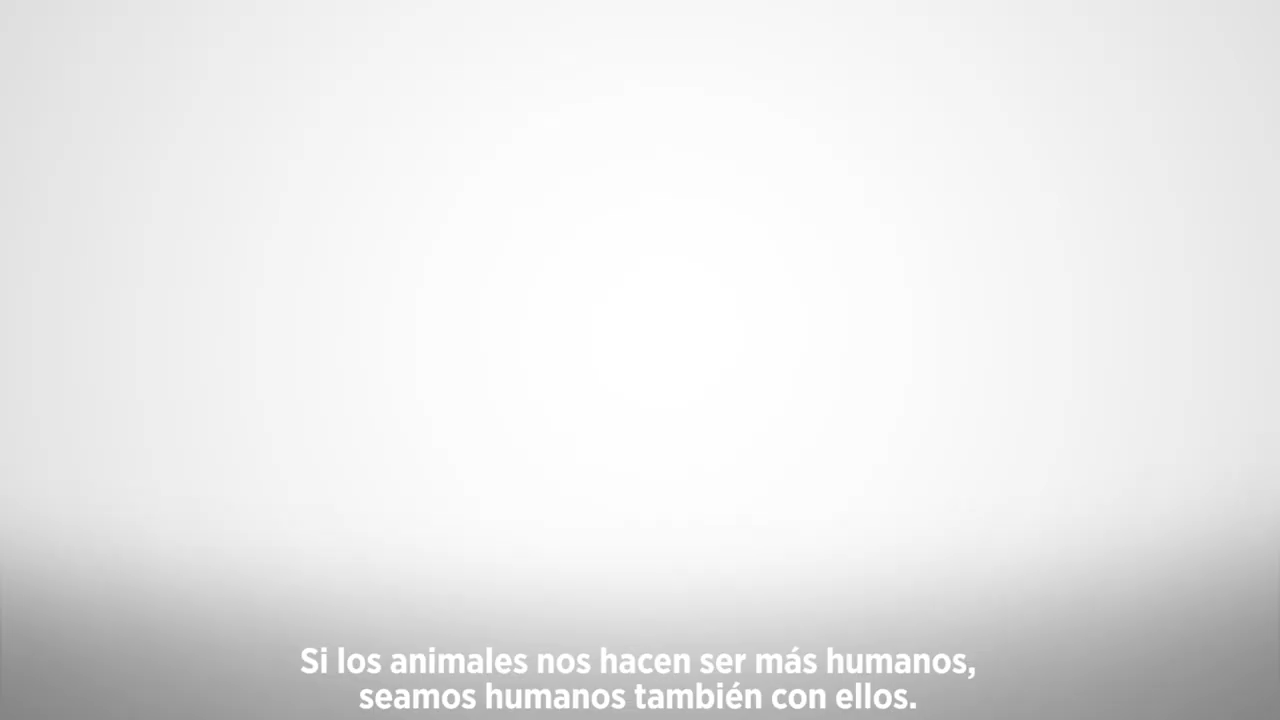 Si los animales nos hacen ser más humanos,
seamos humanos también con ellos.